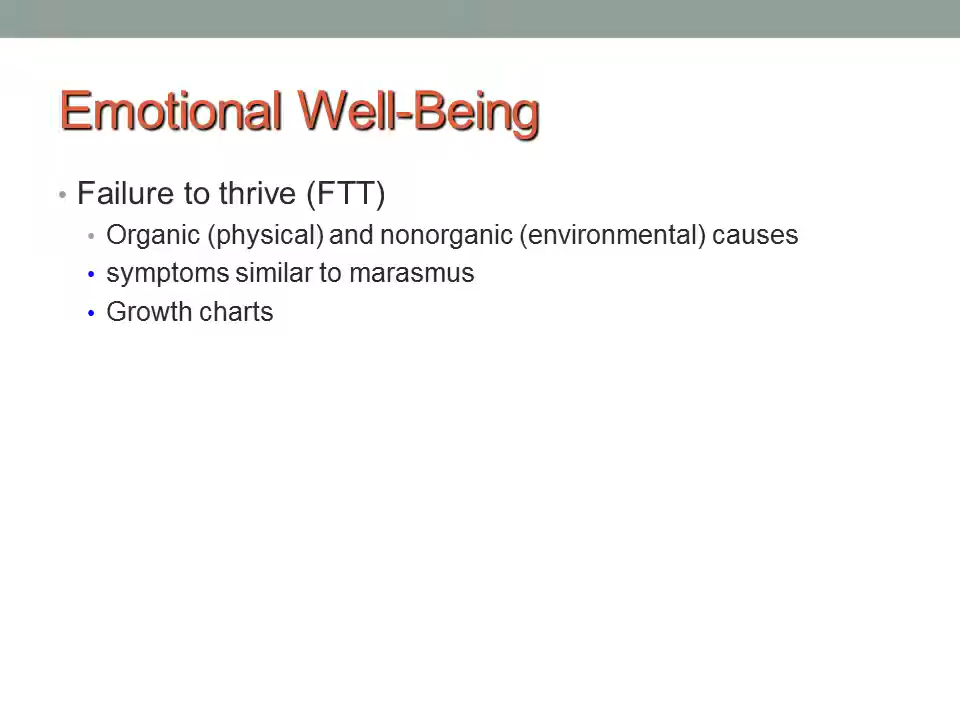 Emotional Well-Being
• Failure to thrive (FTT)
• Organic (physical) and nonorganic (environmental) causes
• symptoms similar to marasmus
• Growth charts